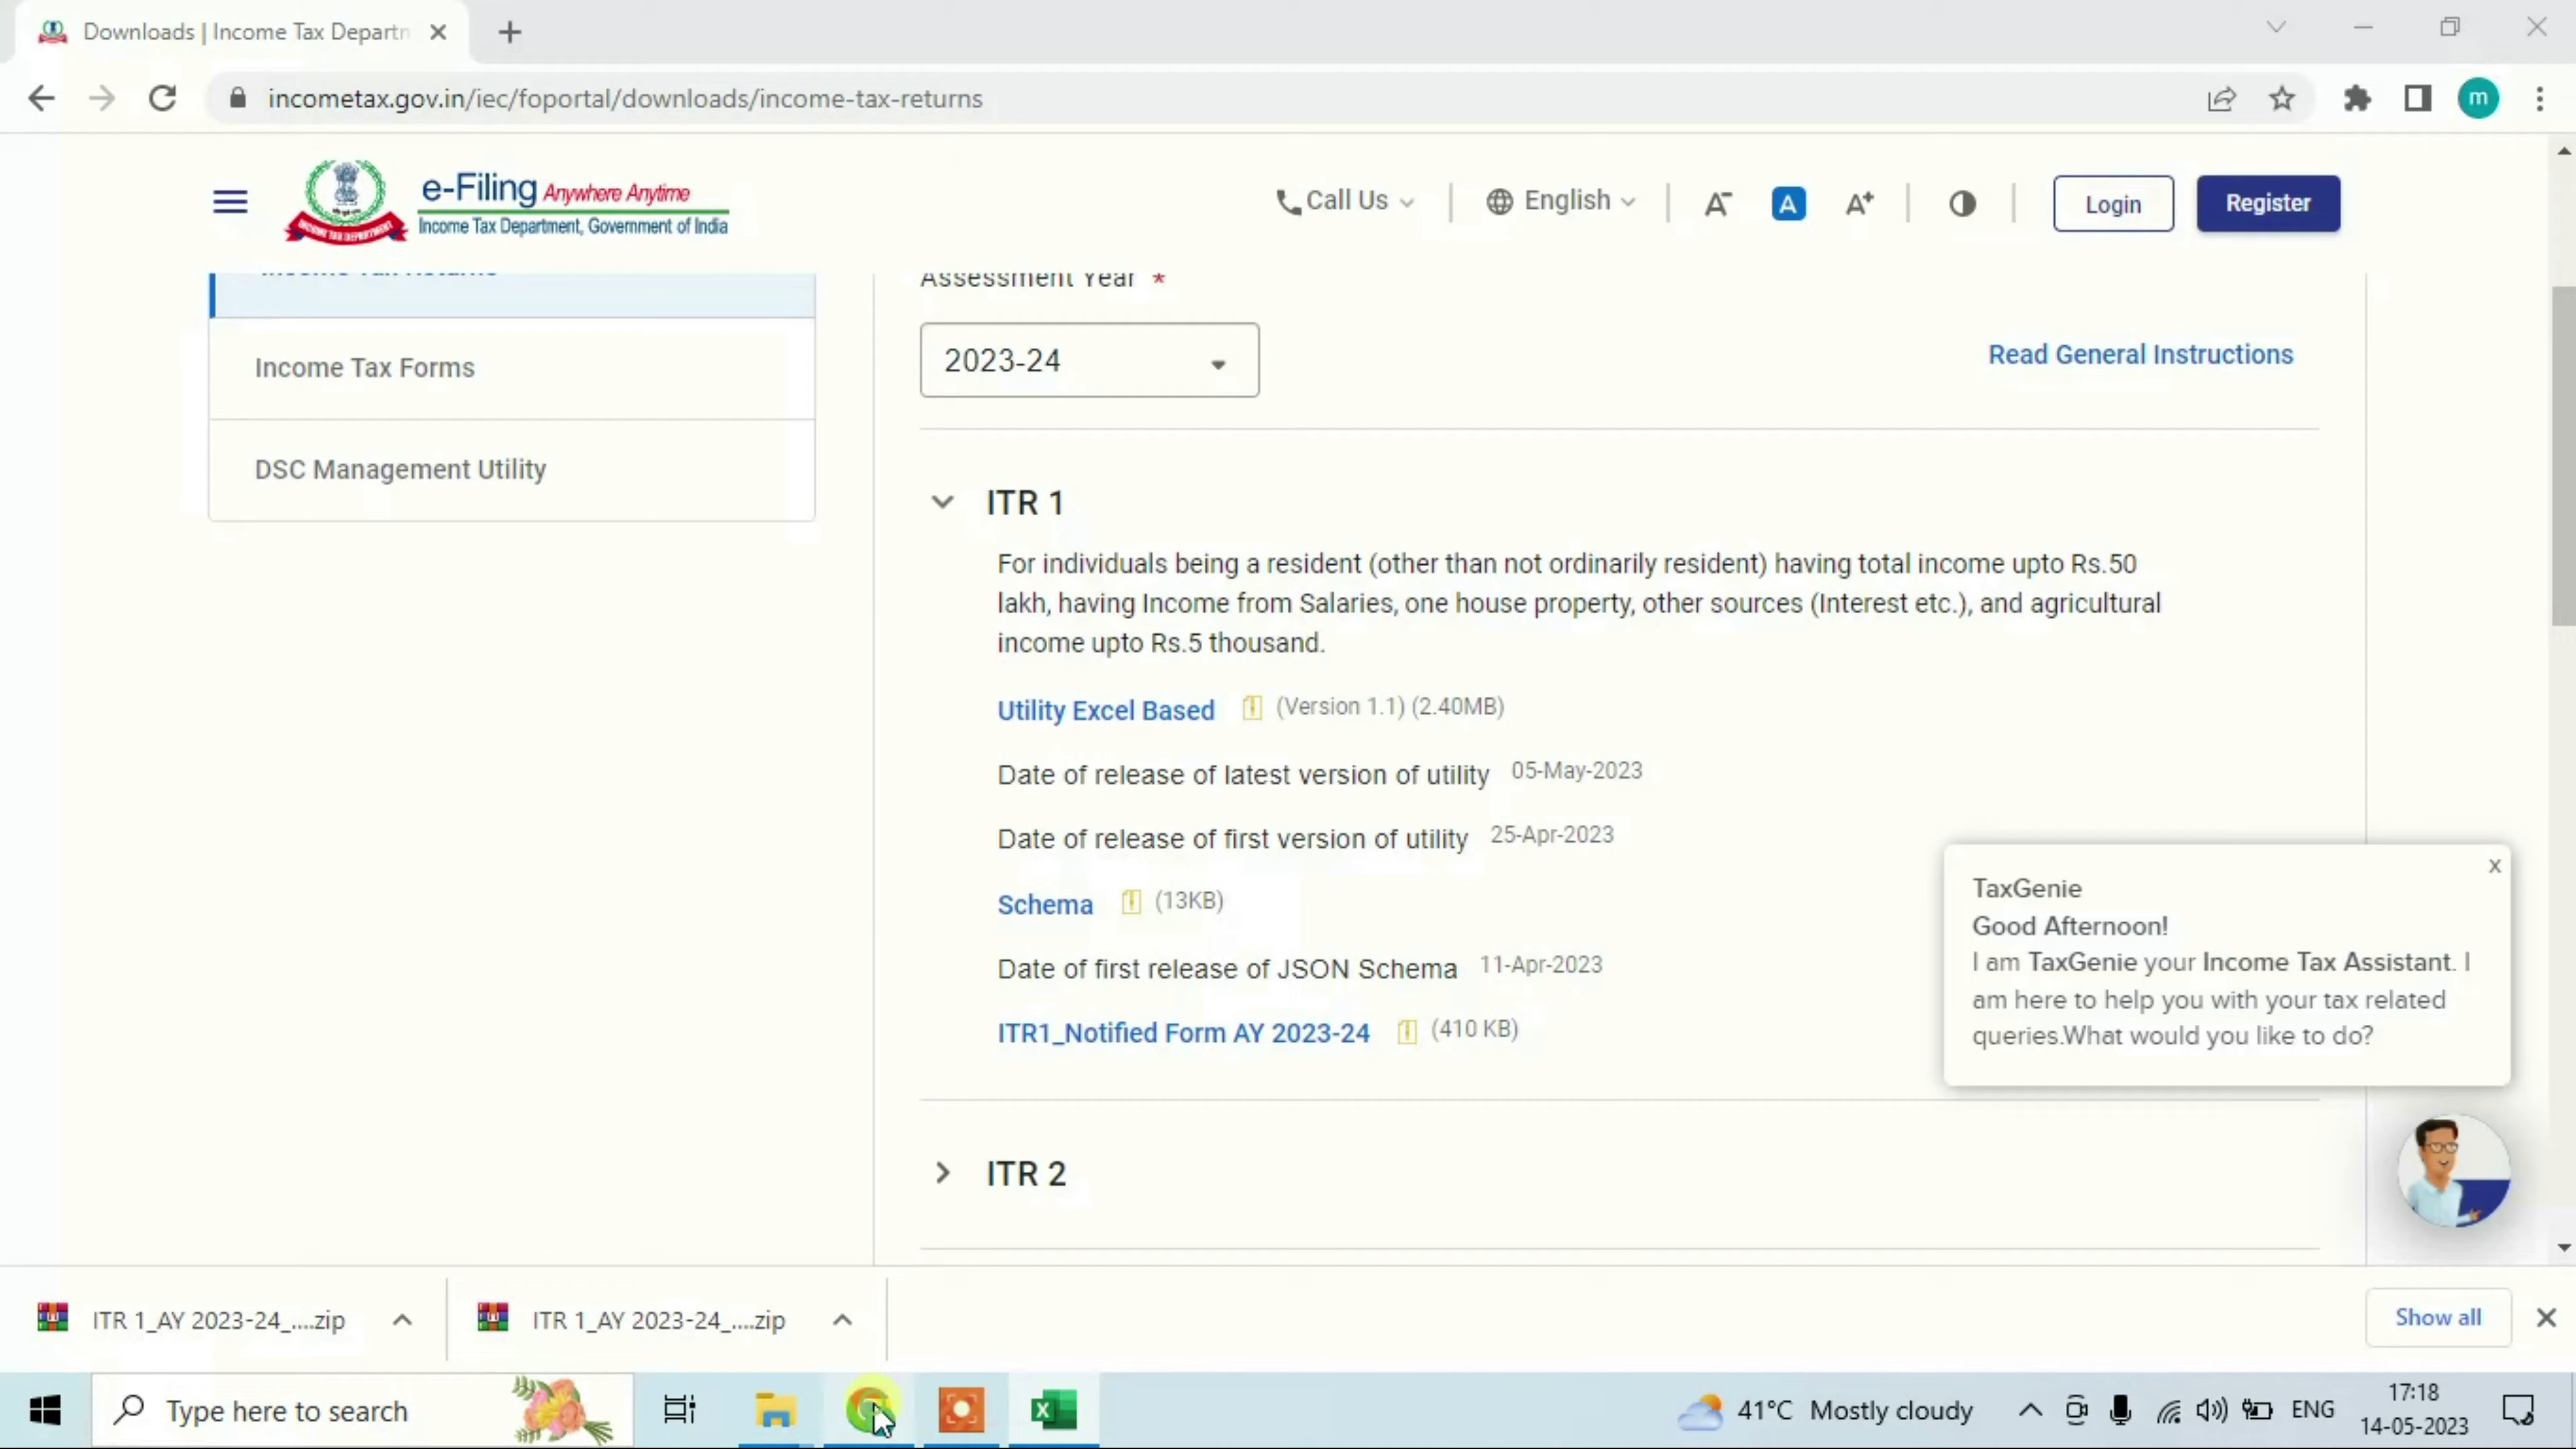 Downloads | Income Tax Departn
incometax.gov.in/iec/foportal/downloads/income-tax-returns
m
e-Filing Anywhere Anytime
Income Tax Department, Government of India
INCOME TAX DEPARTMENT
Call Us
English
A-
A
A+
Login
Register
Income Tax Returns
Income Tax Forms
DSC Management Utility
Assessment Year *
2023-24
Read General Instructions
ITR 1
For individuals being a resident (other than not ordinarily resident) having total income upto Rs.50
lakh, having Income from Salaries, one house property, other sources (Interest etc.), and agricultural
income upto Rs.5 thousand.
Utility Excel Based (Version 1.1) (2.40MB)
Date of release of latest version of utility 05-May-2023
Date of release of first version of utility 25-Apr-2023
Schema (13KB)
Date of first release of JSON Schema 11-Apr-2023
ITR1_Notified Form AY 2023-24 (410 KB)
ITR 2
x
TaxGenie
Good Afternoon!
I am TaxGenie your Income Tax Assistant. I
am here to help you with your tax related
queries.What would you like to do?
ITR 1_AY 2023-24_....zip
ITR 1_AY 2023-24_....zip
Show all
Type here to search
41°C Mostly cloudy
ENG
17:18
14-05-2023